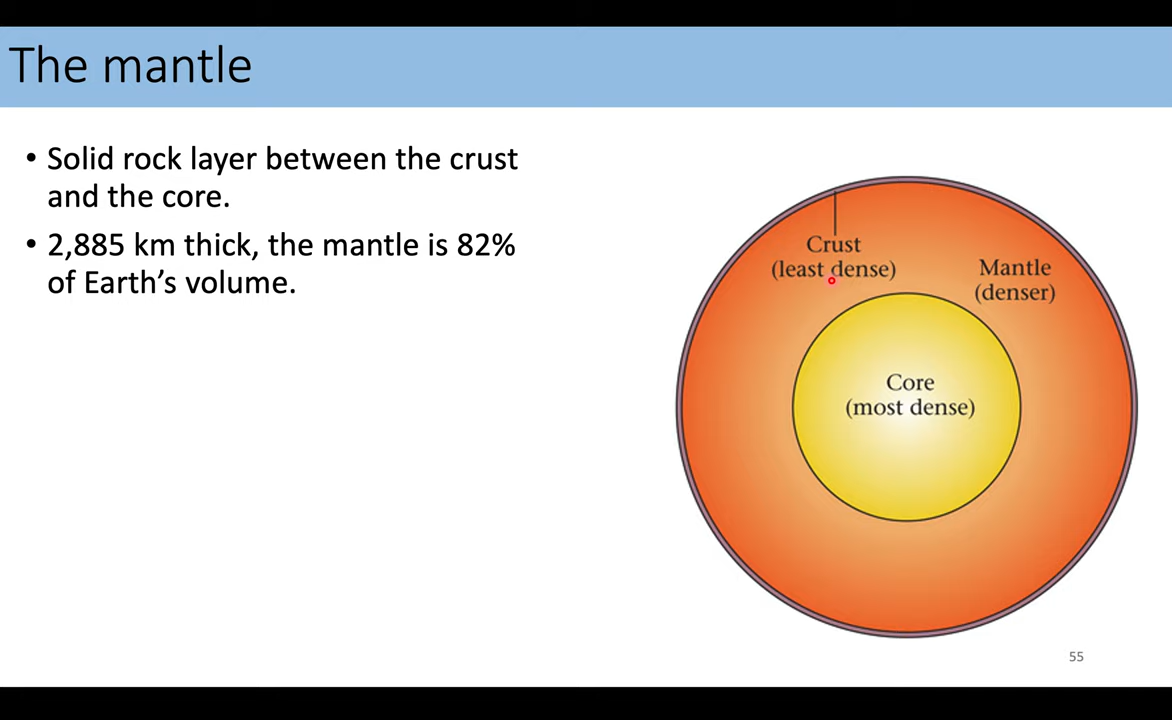 The mantle
• Solid rock layer between the crust
and the core.
• 2,885 km thick, the mantle is 82%
of Earth’s volume.
Crust
(least dense)
Mantle
(denser)
Core
(most dense)
55